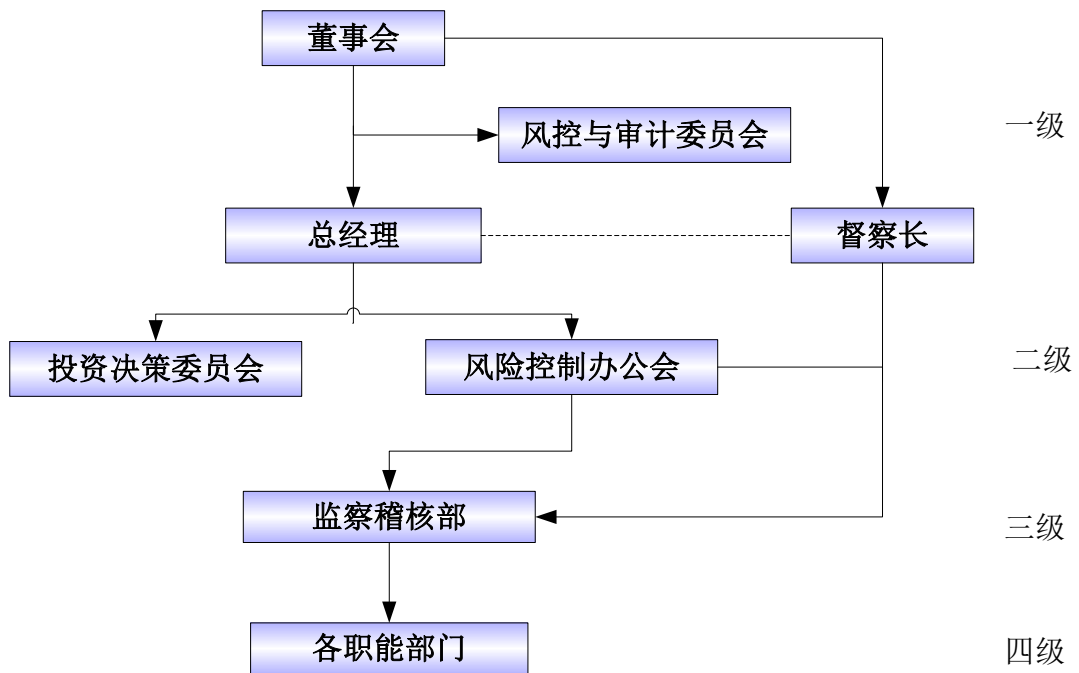 董事会
风控与审计委员会
一级
总经理
督察长
投资决策委员会
风险控制办公会
二级
监察稽核部
三级
各职能部门
四级